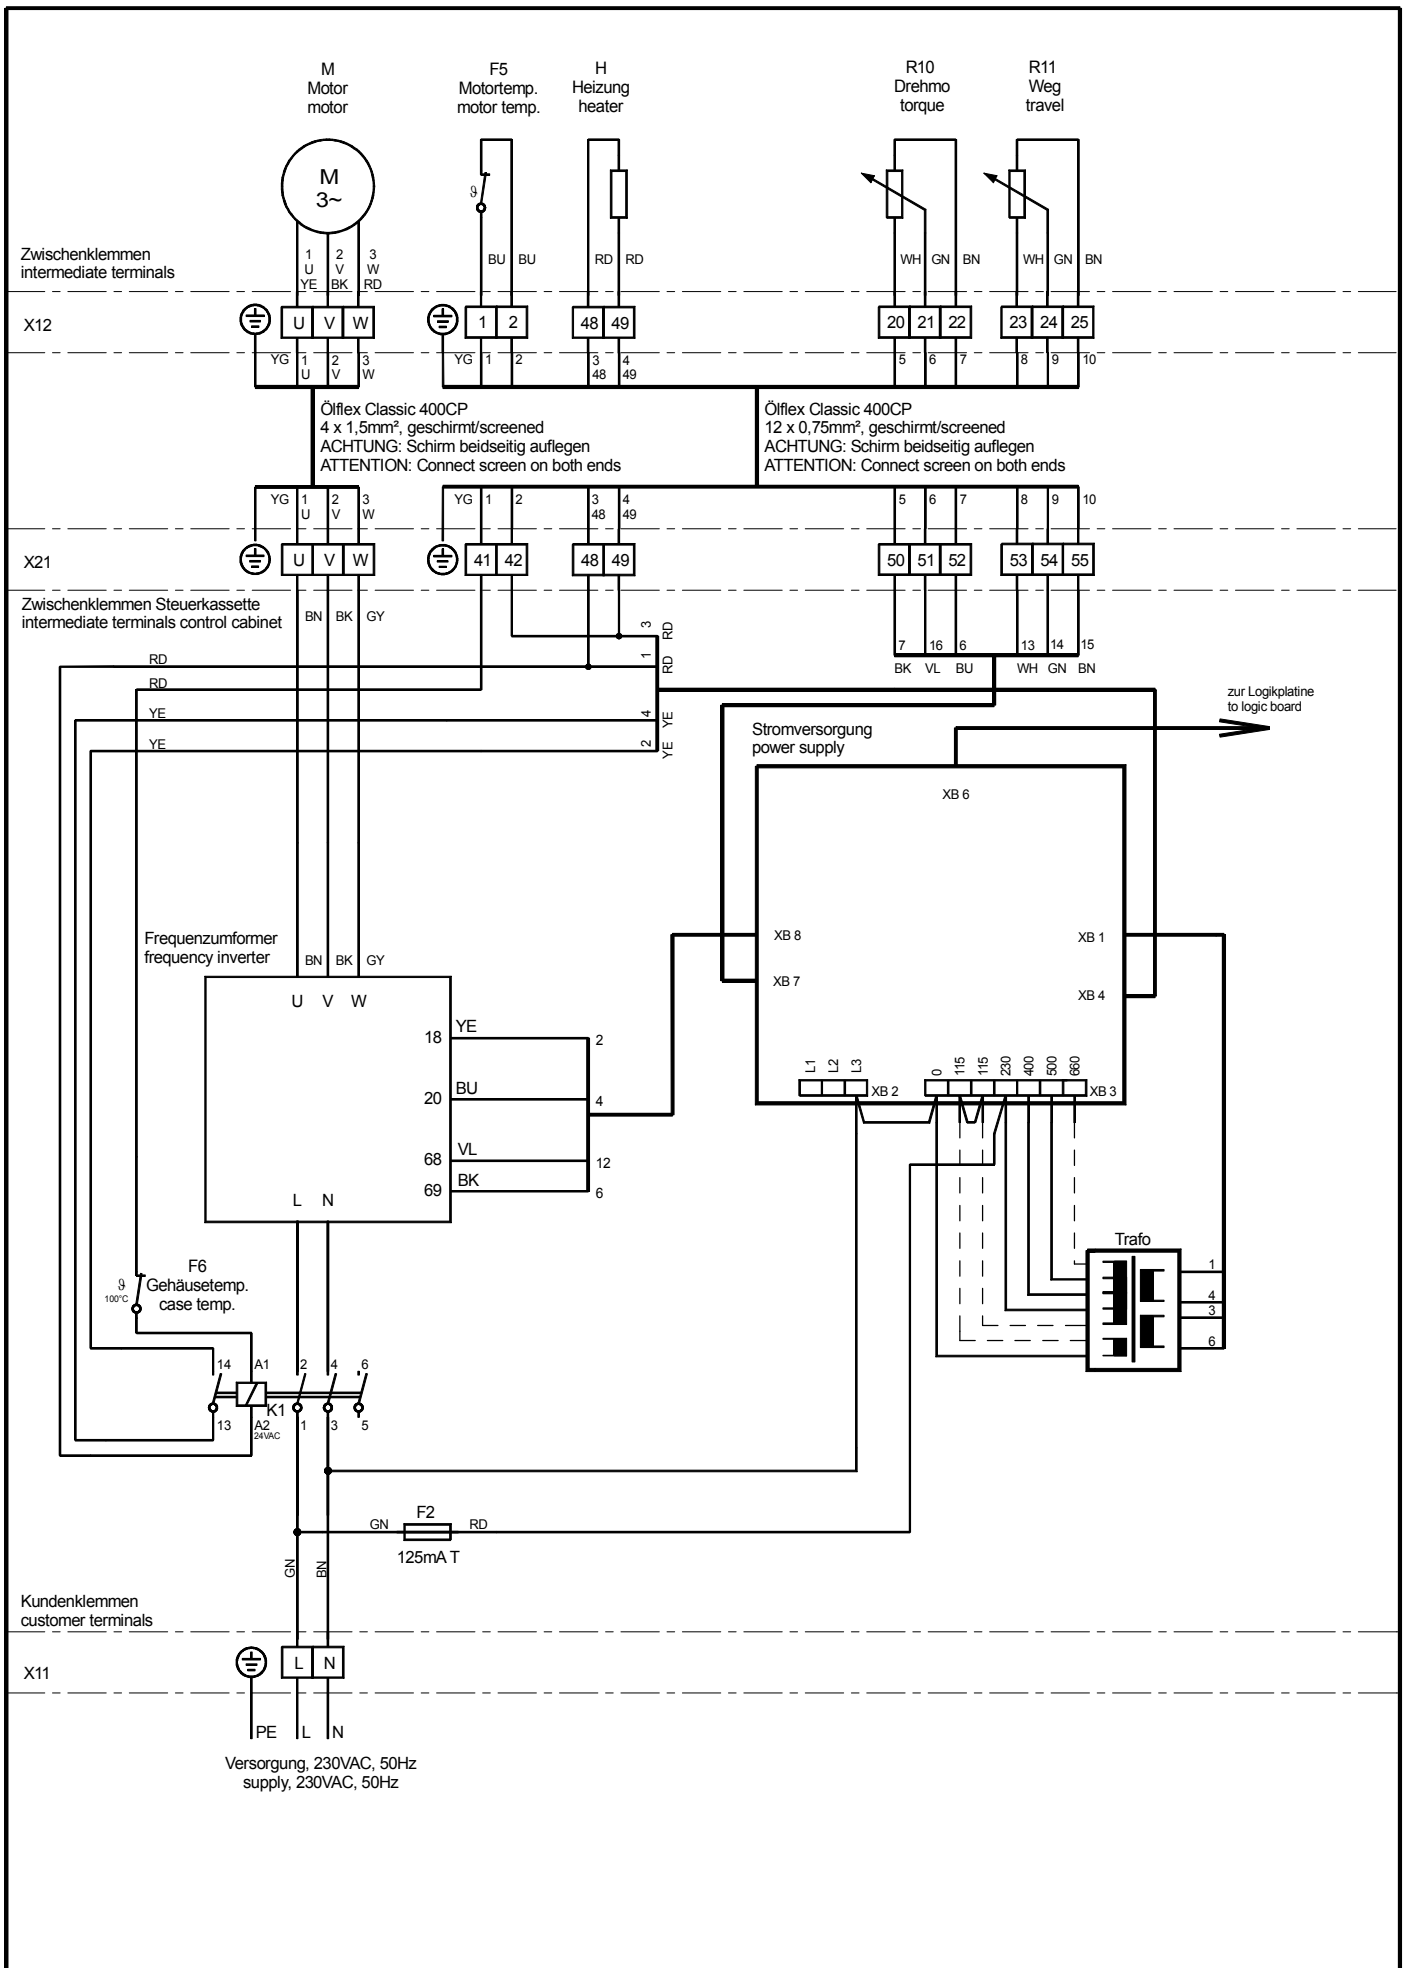 M
Motor
motor
F5
Motortemp.
motor temp.
H
Heizung
heater
R10
Drehmo
torque
R11
Weg
travel
M
3~
ϑ
Zwischenklemmen
intermediate terminals
1 2 3
U V W
YE BK RD
BU BU
RD RD
WH GN BN
WH GN BN
X12
U V W
1 2
48 49
20 21 22
23 24 25
YG 1 2 3
U V W
YG 1 2
3 4
48 49
5 6 7
8 9 10
Ölflex Classic 400CP
4 x 1,5mm², geschirmt/screened
ACHTUNG: Schirm beidseitig auflegen
ATTENTION: Connect screen on both ends
Ölflex Classic 400CP
12 x 0,75mm², geschirmt/screened
ACHTUNG: Schirm beidseitig auflegen
ATTENTION: Connect screen on both ends
YG 1 2 3
U V W
YG 1 2
3 4
48 49
5 6 7
8 9 10
X21
U V W
41 42
48 49
50 51 52
53 54 55
Zwischenklemmen Steuerkassette
intermediate terminals control cabinet
BN BK GY
3 RD
1 RD
4 YE
2 YE
RD
RD
YE
YE
7 16 6
BK VL BU
13 14 15
WH GN BN
zur Logikplatine
to logic board
Stromversorgung
power supply
XB 6
XB 8
XB 7
XB 1
XB 4
Frequenzumformer
frequency inverter
BN BK GY
U V W
18 YE 2
20 BU 4
68 VL 12
69 BK 6
L N
L1 L2 L3 XB 2
0 115 115 230 400 500 660 XB 3
Trafo
1
4
3
6
F6
Gehäusetemp.
case temp.
ϑ
100°C
14 A1 2 4 6
K1
13 A2 1 3 5
24VAC
F2
GN RD
125mA T
GN BN
Kundenklemmen
customer terminals
X11
L N
PE L N
Versorgung, 230VAC, 50Hz
supply, 230VAC, 50Hz